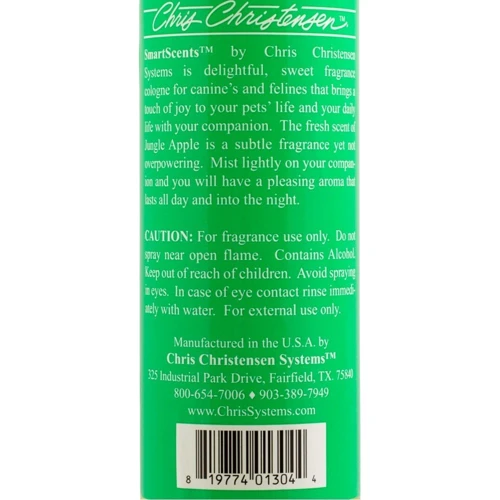 Chris Christensen™
SmartScents™ by Chris Christensen
Systems is delightful, sweet fragrance
cologne for canine's and felines that brings a
touch of joy to your pets' life and your daily
life with your companion. The fresh scent of
Jungle Apple is a subtle fragrance yet not
overpowering. Mist lightly on your compan-
ion and you will have a pleasing aroma that
lasts all day and into the night.
CAUTION: For fragrance use only. Do not
spray near open flame. Contains Alcohol.
Keep out of reach of children. Avoid spraying
in eyes. In case of eye contact rinse immedi-
ately with water. For external use only.
Manufactured in the U.S.A. by
Chris Christensen Systems™
325 Industrial Park Drive, Fairfield, TX. 75840
800-654-7006 ♦ 903-389-7949
www.ChrisSystems.com
8 19774 01304 4